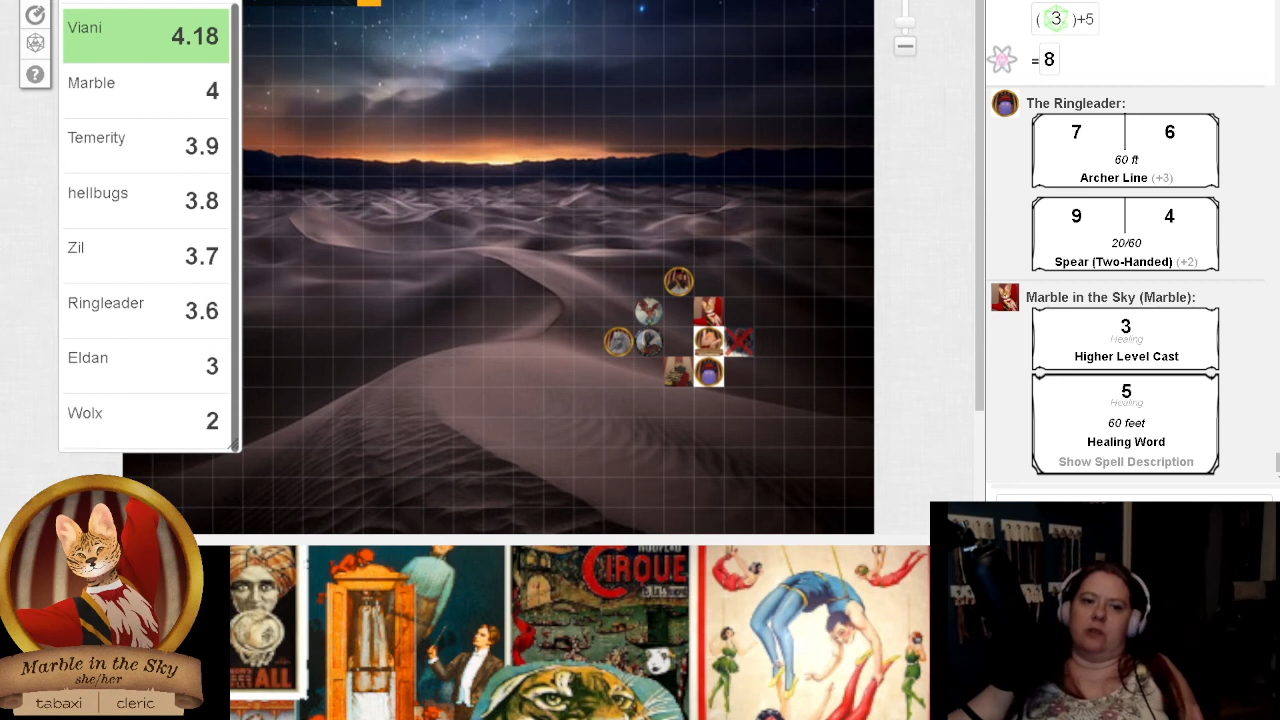 Viani 4.18
Marble 4
Temerity 3.9
hellbugs 3.8
Zil 3.7
Ringleader 3.6
Eldan 3
Wolx 2
( 3 )+5
= 8
The Ringleader:
7 6
60 ft
Archer Line (+3)
9 4
20/60
Spear (Two-Handed) (+2)
Marble in the Sky (Marble):
3
Healing
Higher Level Cast
5
Healing
60 feet
Healing Word
Show Spell Description
Marble in the Sky
she/her
tabaxi cleric
ALL
CIRQUE